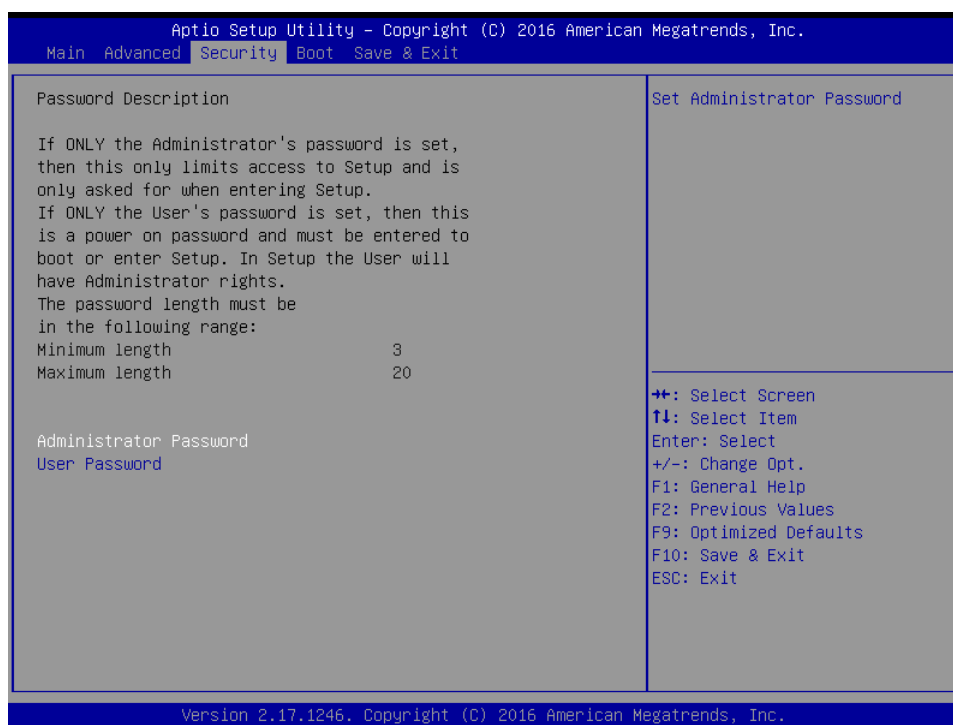 Aptio Setup Utility – Copyright (C) 2016 American Megatrends, Inc.
Main Advanced Security Boot Save & Exit
Password Description
If ONLY the Administrator's password is set,
then this only limits access to Setup and is
only asked for when entering Setup.
If ONLY the User's password is set, then this
is a power on password and must be entered to
boot or enter Setup. In Setup the User will
have Administrator rights.
The password length must be
in the following range:
Minimum length 3
Maximum length 20
Administrator Password
User Password
Set Administrator Password
→←: Select Screen
↑↓: Select Item
Enter: Select
+/-: Change Opt.
F1: General Help
F2: Previous Values
F9: Optimized Defaults
F10: Save & Exit
ESC: Exit
Version 2.17.1246. Copyright (C) 2016 American Megatrends, Inc.